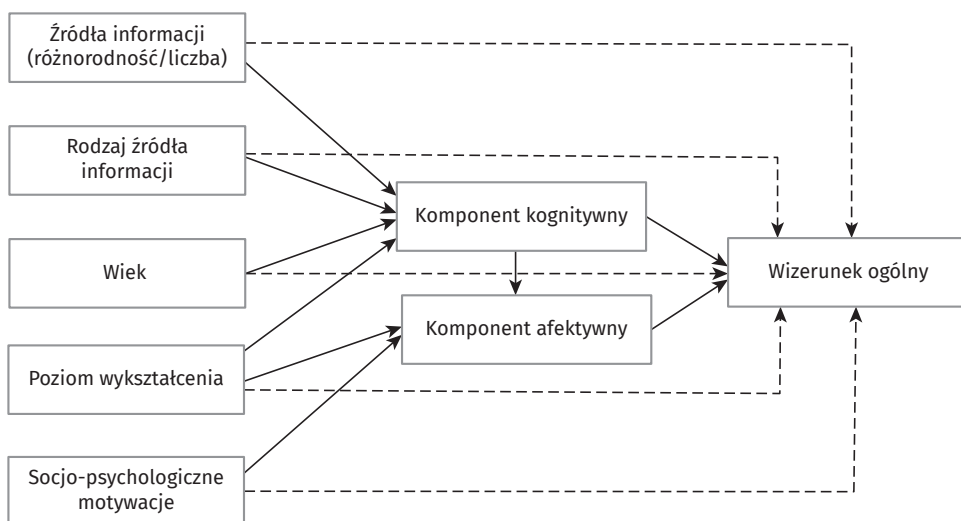 Źródła informacji
(różnorodność/liczba)
Rodzaj źródła
informacji
Komponent kognitywny
Wiek
Wizerunek ogólny
Komponent afektywny
Poziom wykształcenia
Socjo-psychologiczne
motywacje